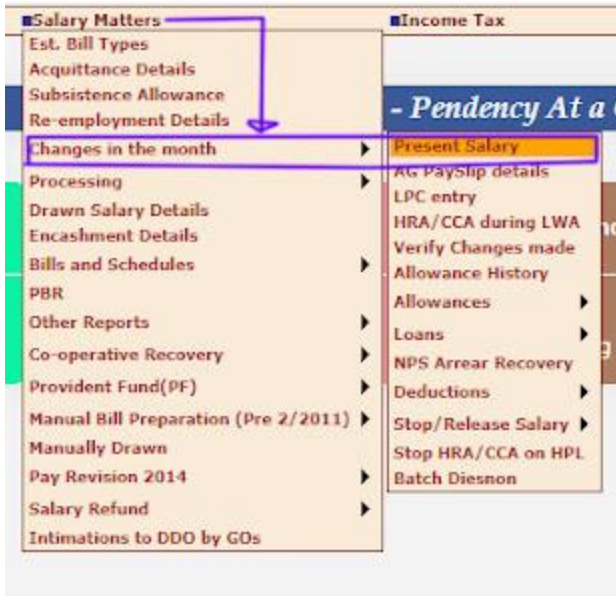 Salary Matters
Income Tax
Est. Bill Types
Acquittance Details
Subsistence Allowance
Re-employment Details
Changes in the month
Processing
Drawn Salary Details
Encashment Details
Bills and Schedules
PBR
Other Reports
Co-operative Recovery
Provident Fund(PF)
Manual Bill Preparation (Pre 2/2011)
Manually Drawn
Pay Revision 2014
Salary Refund
Intimations to DDO by GOs
- Pendency At a
Present Salary
AG PaySlip details
LPC entry
HRA/CCA during LWA
Verify Changes made
Allowance History
Allowances
Loans
NPS Arrear Recovery
Deductions
Stop/Release Salary
Stop HRA/CCA on HPL
Batch Diesnon